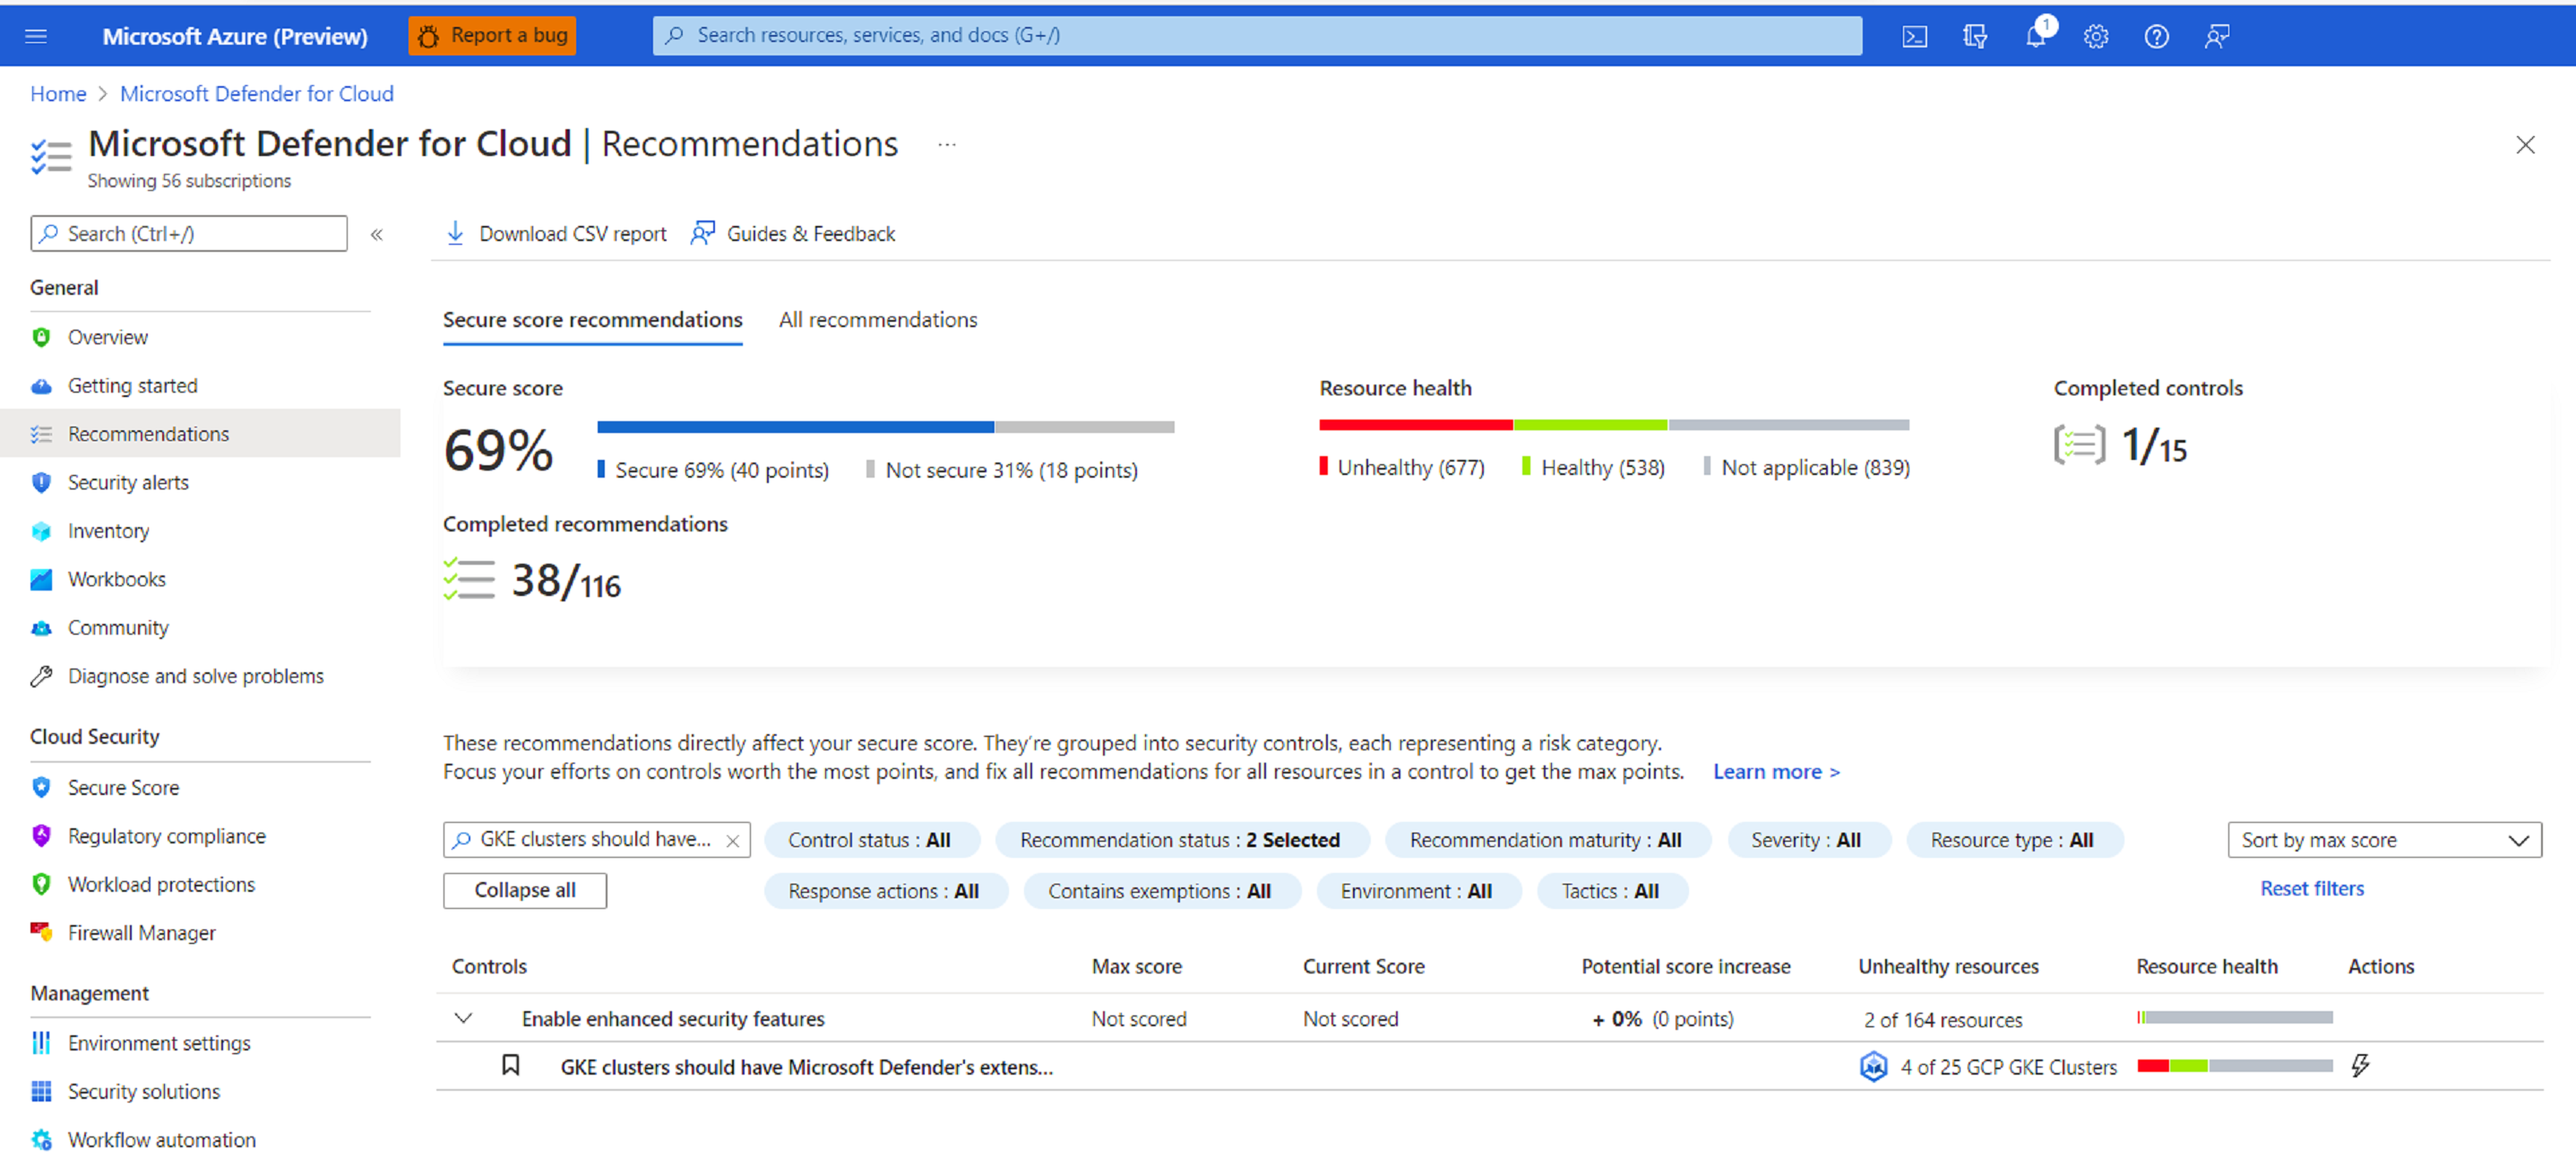 Microsoft Azure (Preview)
Report a bug
Search resources, services, and docs (G+/)
1
Home > Microsoft Defender for Cloud
Microsoft Defender for Cloud | Recommendations ...
Showing 56 subscriptions
Search (Ctrl+/)
«
Download CSV report
Guides & Feedback
General
Overview
Getting started
Recommendations
Security alerts
Inventory
Workbooks
Community
Diagnose and solve problems
Cloud Security
Secure Score
Regulatory compliance
Workload protections
Firewall Manager
Management
Environment settings
Security solutions
Workflow automation
Secure score recommendations
All recommendations
Secure score
69%
Secure 69% (40 points)
Not secure 31% (18 points)
Resource health
Unhealthy (677)
Healthy (538)
Not applicable (839)
Completed controls
1/15
Completed recommendations
38/116
These recommendations directly affect your secure score. They're grouped into security controls, each representing a risk category.
Focus your efforts on controls worth the most points, and fix all recommendations for all resources in a control to get the max points. Learn more >
GKE clusters should have...
Control status : All
Recommendation status : 2 Selected
Recommendation maturity : All
Severity : All
Resource type : All
Sort by max score
Collapse all
Response actions : All
Contains exemptions : All
Environment : All
Tactics : All
Reset filters
Controls Max score Current Score Potential score increase Unhealthy resources Resource health Actions
Enable enhanced security features Not scored Not scored + 0% (0 points) 2 of 164 resources
GKE clusters should have Microsoft Defender's extens... 4 of 25 GCP GKE Clusters